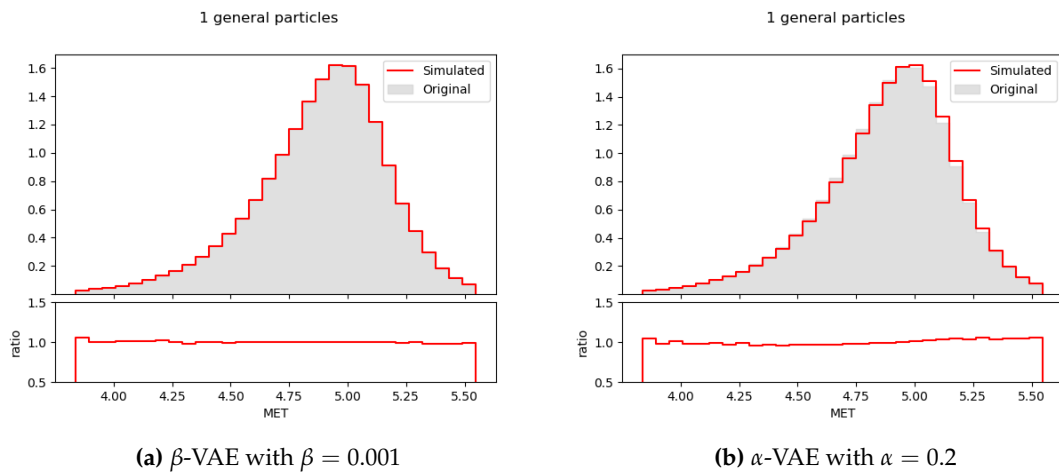 1 general particles
1.6
1.4
1.2
1.0
0.8
0.6
0.4
0.2
Simulated
Original
1.5
1.0
0.5
ratio
4.00 4.25 4.50 4.75 5.00 5.25 5.50
MET
(a) β-VAE with β = 0.001
1 general particles
1.6
1.4
1.2
1.0
0.8
0.6
0.4
0.2
Simulated
Original
1.5
1.0
0.5
ratio
4.00 4.25 4.50 4.75 5.00 5.25 5.50
MET
(b) α-VAE with α = 0.2